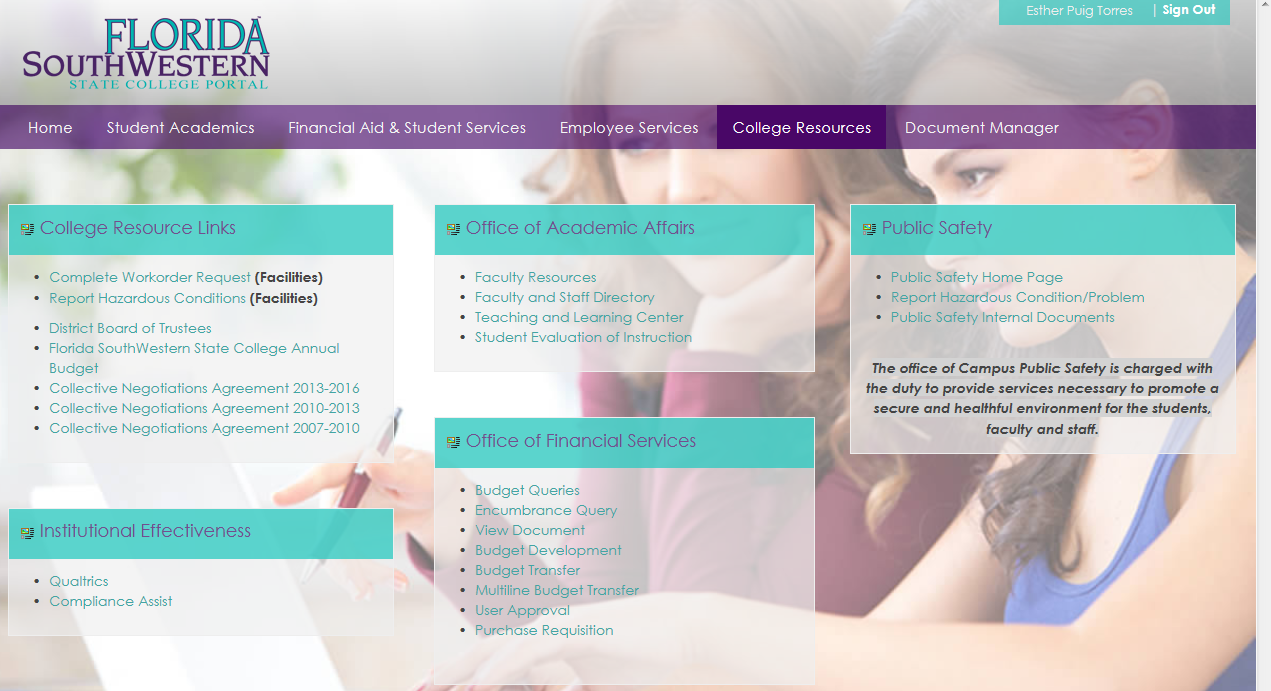 Esther Puig Torres | Sign Out
FLORIDA
SOUTHWESTERN
STATE COLLEGE PORTAL
Home Student Academics Financial Aid & Student Services Employee Services College Resources Document Manager
College Resource Links
• Complete Workorder Request (Facilities)
• Report Hazardous Conditions (Facilities)
• District Board of Trustees
• Florida SouthWestern State College Annual
Budget
• Collective Negotiations Agreement 2013-2016
• Collective Negotiations Agreement 2010-2013
• Collective Negotiations Agreement 2007-2010
Institutional Effectiveness
• Qualtrics
• Compliance Assist
Office of Academic Affairs
• Faculty Resources
• Faculty and Staff Directory
• Teaching and Learning Center
• Student Evaluation of Instruction
Office of Financial Services
• Budget Queries
• Encumbrance Query
• View Document
• Budget Development
• Budget Transfer
• Multiline Budget Transfer
• User Approval
• Purchase Requisition
Public Safety
• Public Safety Home Page
• Report Hazardous Condition/Problem
• Public Safety Internal Documents
The office of Campus Public Safety is charged with
the duty to provide services necessary to promote a
secure and healthful environment for the students,
faculty and staff.